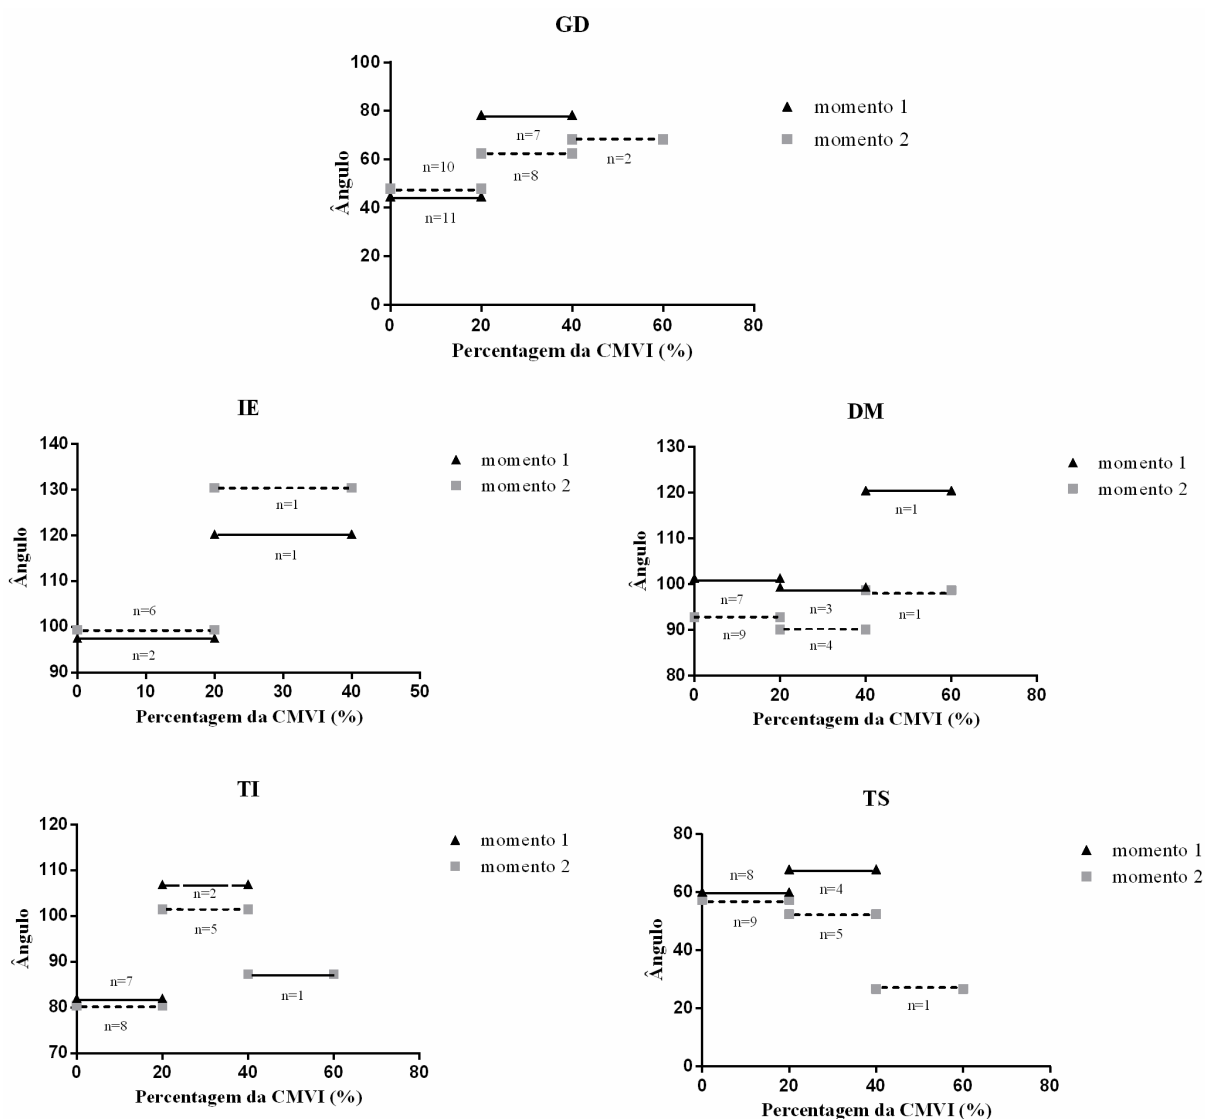 GD
100
80
60
40
20
0
Ângulo
n=10
n=11
n=7
n=8
n=2
0 20 40 60 80
Percentagem da CMVI (%)
momento 1
momento 2
IE
140
130
120
110
100
90
Ângulo
n=6
n=2
n=1
n=1
0 10 20 30 40 50
Percentagem da CMVI (%)
momento 1
momento 2
DM
130
120
110
100
90
80
Ângulo
n=7
n=9
n=3
n=4
n=1
n=1
0 20 40 60 80
Percentagem da CMVI (%)
momento 1
momento 2
TI
120
110
100
90
80
70
Ângulo
n=7
n=8
n=2
n=5
n=1
0 20 40 60 80
Percentagem da CMVI (%)
momento 1
momento 2
TS
80
60
40
20
0
Ângulo
n=8
n=9
n=4
n=5
n=1
0 20 40 60 80
Percentagem da CMVI (%)
momento 1
momento 2